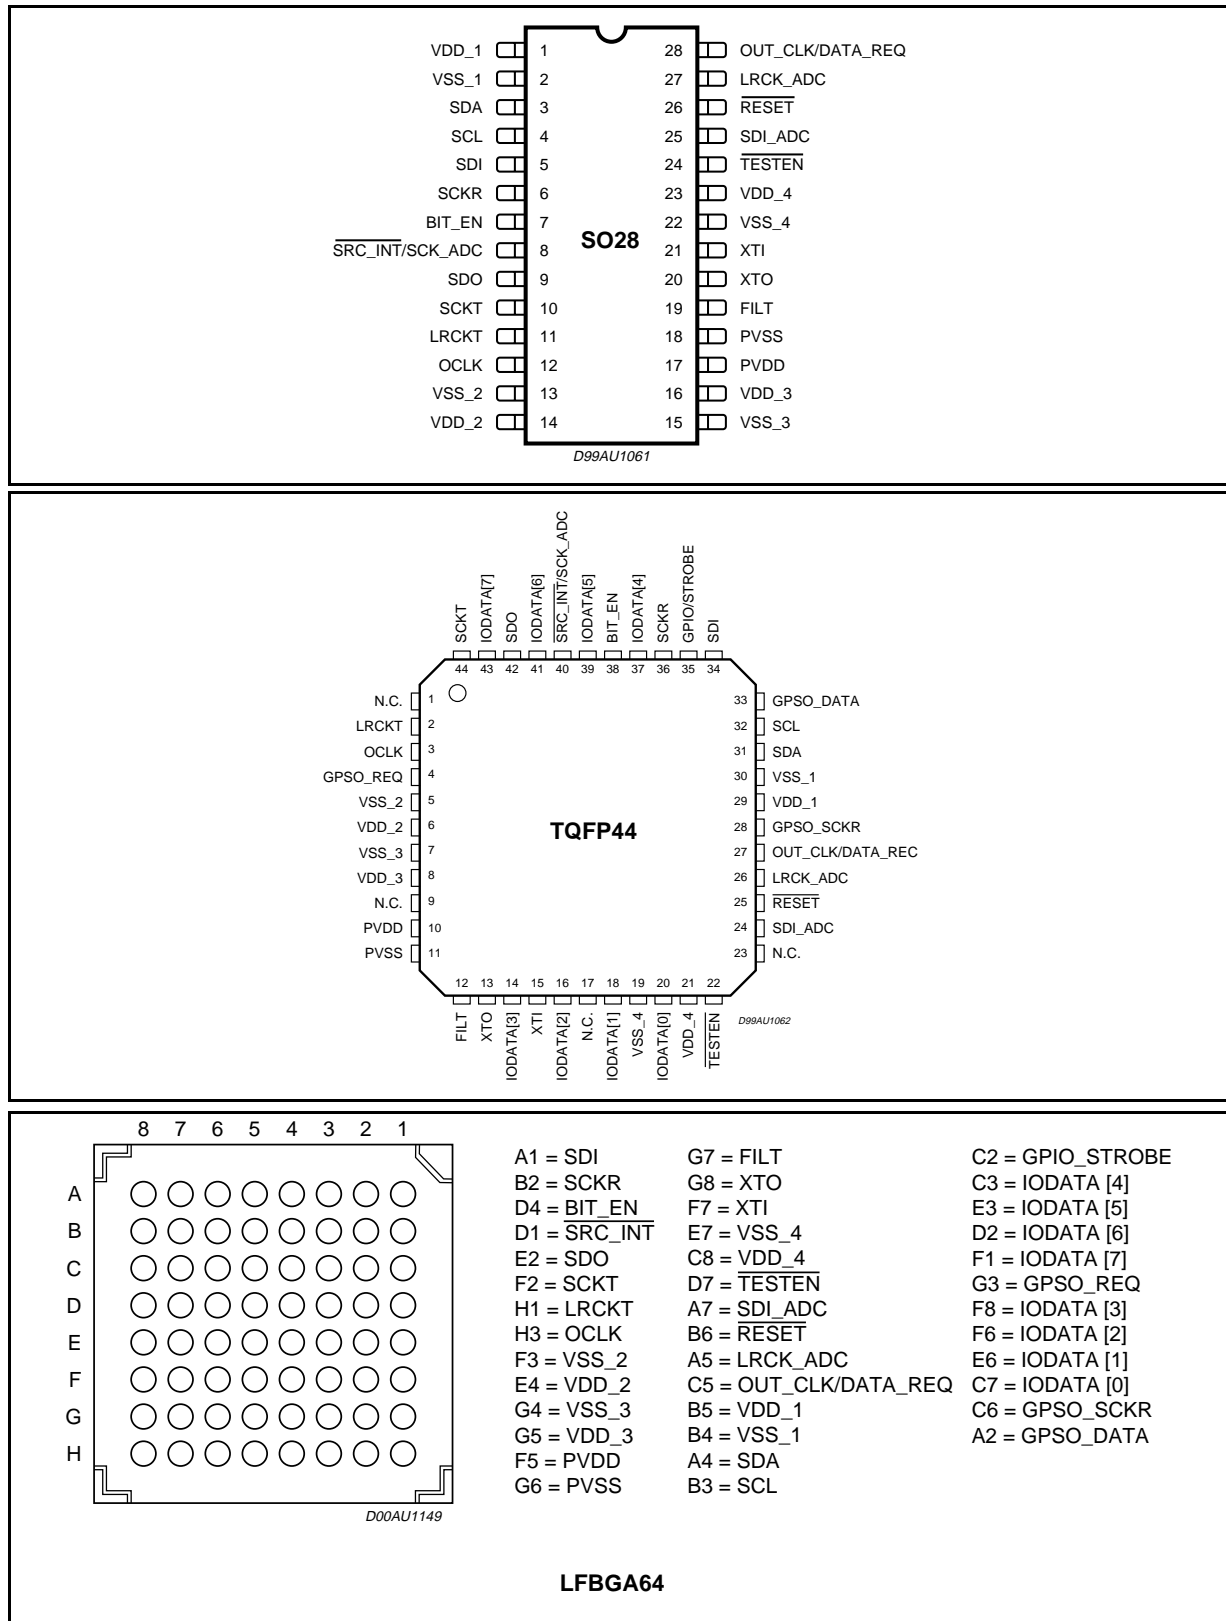 VDD_1 1 28 OUT_CLK/DATA_REQ
VSS_1 2 27 LRCK_ADC
SDA 3 26 RESET
SCL 4 25 SDI_ADC
SDI 5 24 TESTEN
SCKR 6 23 VDD_4
BIT_EN 7 22 VSS_4
SRC_INT/SCK_ADC 8 21 XTI
SO28
SDO 9 20 XTO
SCKT 10 19 FILT
LRCKT 11 18 PVSS
OCLK 12 17 PVDD
VSS_2 13 16 VDD_3
VDD_2 14 15 VSS_3
D99AU1061
SCKT
IODATA[7]
SDO
IODATA[6]
SRC_INT/SCK_ADC
IODATA[5]
BIT_EN
IODATA[4]
SCKR
GPIO/STROBE
SDI
44 43 42 41 40 39 38 37 36 35 34
N.C. 1 33 GPSO_DATA
LRCKT 2 32 SCL
OCLK 3 31 SDA
GPSO_REQ 4 30 VSS_1
VSS_2 5 29 VDD_1
VDD_2 6 28 GPSO_SCKR
TQFP44
VSS_3 7 27 OUT_CLK/DATA_REC
VDD_3 8 26 LRCK_ADC
N.C. 9 25 RESET
PVDD 10 24 SDI_ADC
PVSS 11 23 N.C.
12 13 14 15 16 17 18 19 20 21 22
FILT
XTO
IODATA[3]
XTI
IODATA[2]
N.C.
IODATA[1]
VSS_4
IODATA[0]
VDD_4
TESTEN
D99AU1062
8 7 6 5 4 3 2 1
A
B
C
D
E
F
G
H
D00AU1149
A1 = SDI
B2 = SCKR
D4 = BIT_EN
D1 = SRC_INT
E2 = SDO
F2 = SCKT
H1 = LRCKT
H3 = OCLK
F3 = VSS_2
E4 = VDD_2
G4 = VSS_3
G5 = VDD_3
F5 = PVDD
G6 = PVSS
G7 = FILT
G8 = XTO
F7 = XTI
E7 = VSS_4
C8 = VDD_4
D7 = TESTEN
A7 = SDI_ADC
B6 = RESET
A5 = LRCK_ADC
C5 = OUT_CLK/DATA_REQ
B5 = VDD_1
B4 = VSS_1
A4 = SDA
B3 = SCL
C2 = GPIO_STROBE
C3 = IODATA [4]
E3 = IODATA [5]
D2 = IODATA [6]
F1 = IODATA [7]
G3 = GPSO_REQ
F8 = IODATA [3]
F6 = IODATA [2]
E6 = IODATA [1]
C7 = IODATA [0]
C6 = GPSO_SCKR
A2 = GPSO_DATA
LFBGA64